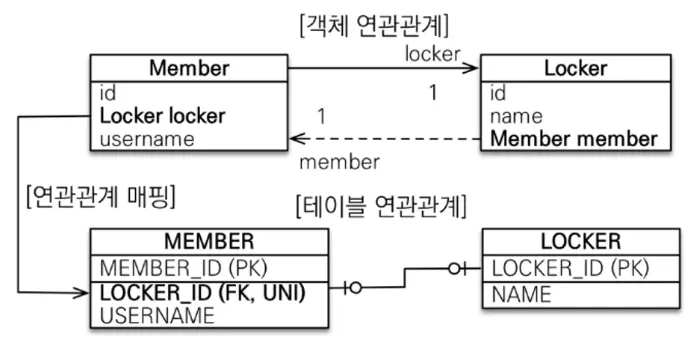 [객체 연관관계]
locker
Member
Locker
id
Locker locker
username
1
1
id
name
Member member
member
[연관관계 매핑]
[테이블 연관관계]
MEMBER
MEMBER_ID (PK)
LOCKER_ID (FK, UNI)
USERNAME
LOCKER
LOCKER_ID (PK)
NAME